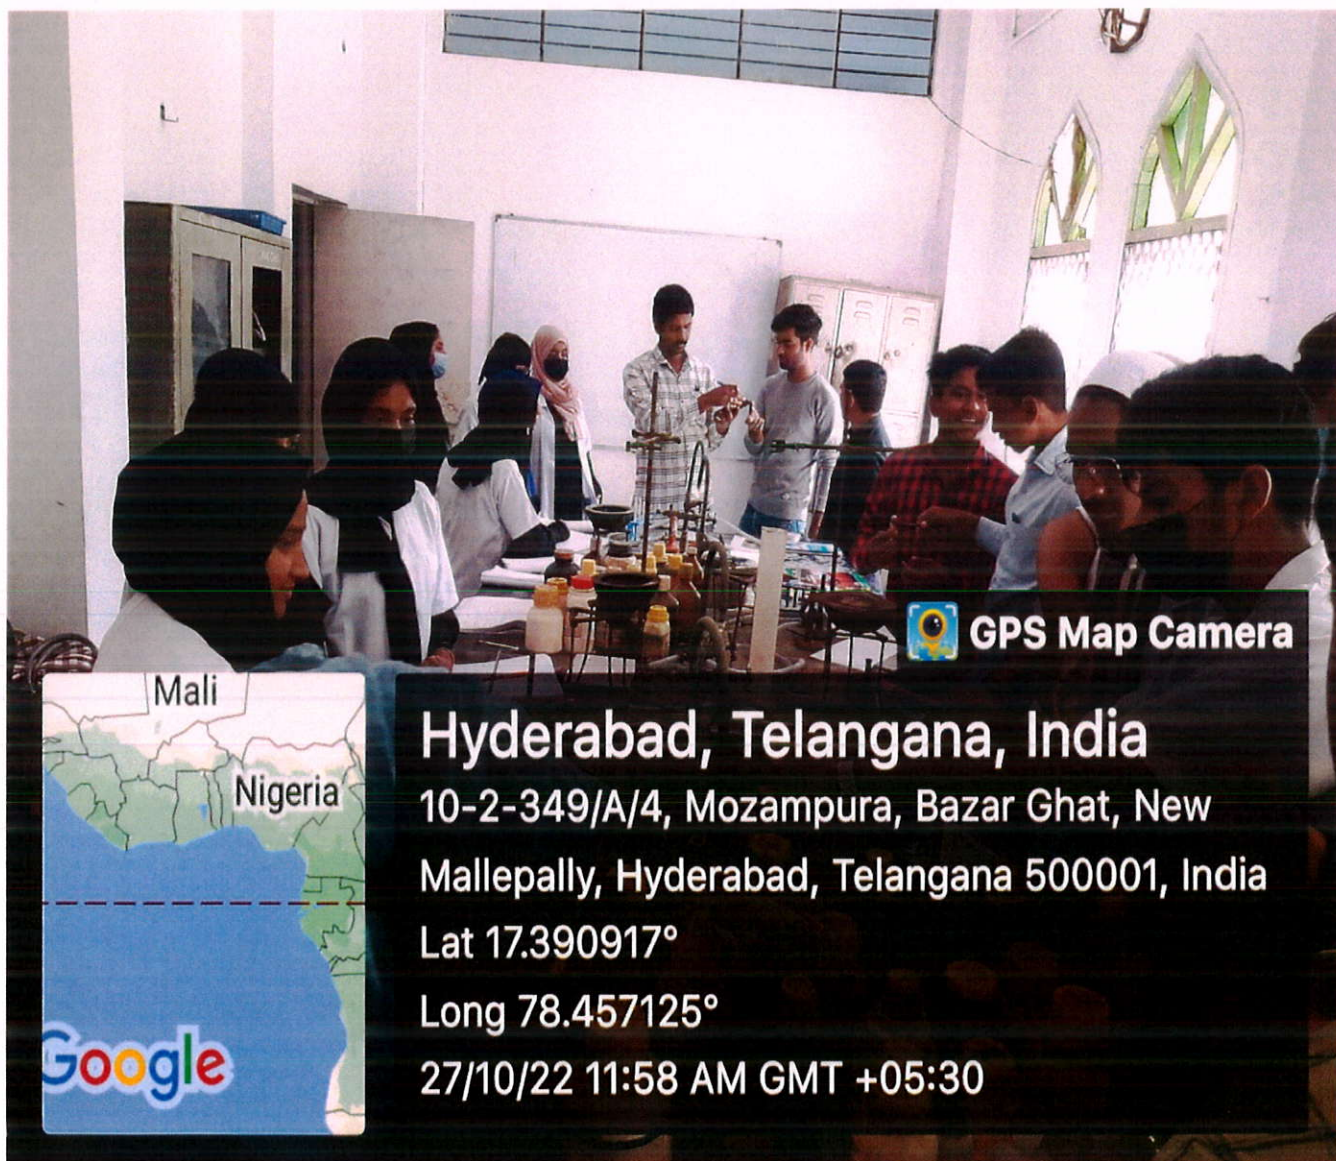 GPS Map Camera
Mali
Nigeria
Google
Hyderabad, Telangana, India
10-2-349/A/4, Mozampura, Bazar Ghat, New
Mallepally, Hyderabad, Telangana 500001, India
Lat 17.390917°
Long 78.457125°
27/10/22 11:58 AM GMT +05:30